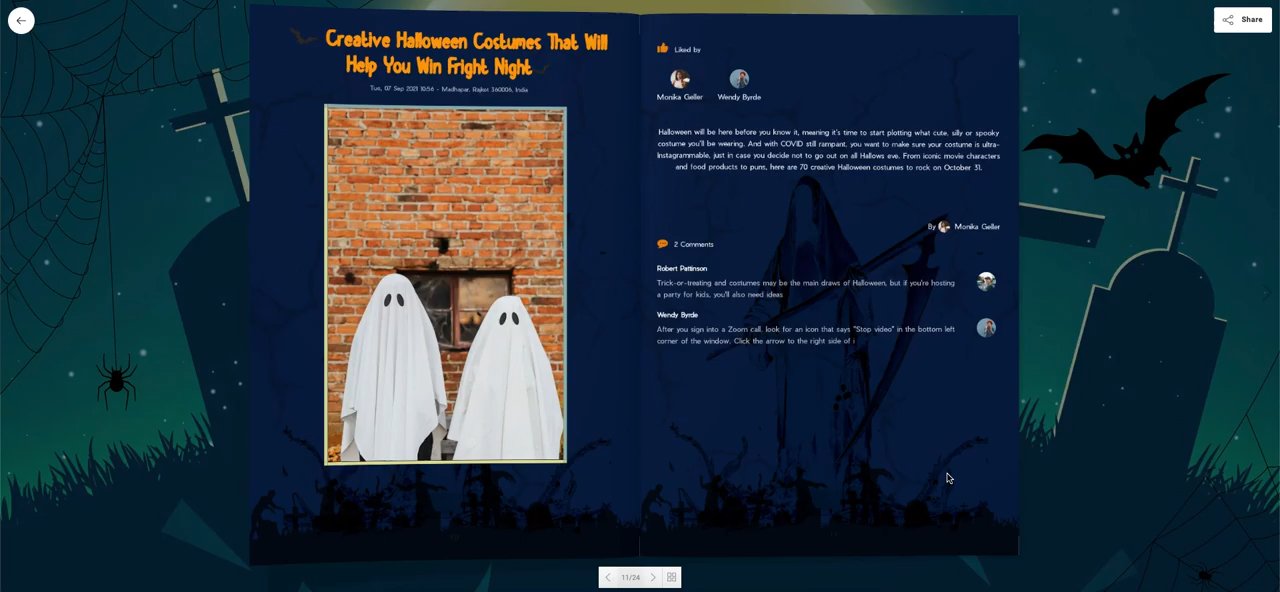 Share
Creative Halloween Costumes That Will
Help You Win Fright Night
Tue, 07 Sep 2021 10:56 - Madhapar, Rajkot 360006, India
Liked by
Monika Geller
Wendy Byrde
Halloween will be here before you know it, meaning it's time to start plotting what cute, silly or spooky
costume you'll be wearing. And with COVID still rampant, you want to make sure your costume is ultra-
Instagrammable, just in case you decide not to go out on all Hallows eve. From iconic movie characters
and food products to puns, here are 70 creative Halloween costumes to rock on October 31.
By Monika Geller
2 Comments
Robert Pattinson
Trick-or-treating and costumes may be the main draws of Halloween, but if you're hosting
a party for kids, you'll also need ideas
Wendy Byrde
After you sign into a Zoom call, look for an icon that says "Stop video" in the bottom left
corner of the window. Click the arrow to the right side of i
11/24